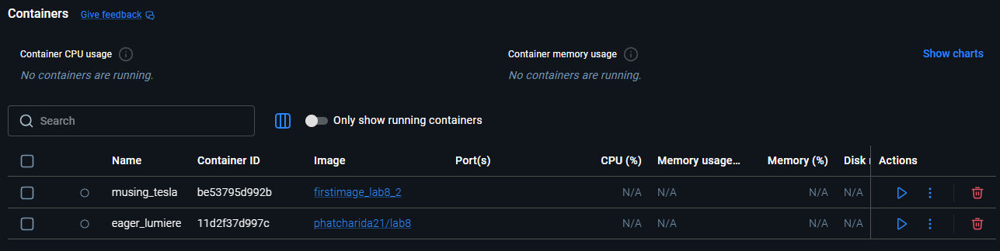 Containers Give feedback
Container CPU usage Container memory usage Show charts
No containers are running. No containers are running.
Search Only show running containers
Name Container ID Image Port(s) CPU (%) Memory usage... Memory (%) Disk Actions
musing_tesla be53795d992b firstimage_lab8_2 N/A N/A N/A N/A
eager_lumiere 11d2f37d997c phatcharida21/lab8 N/A N/A N/A N/A